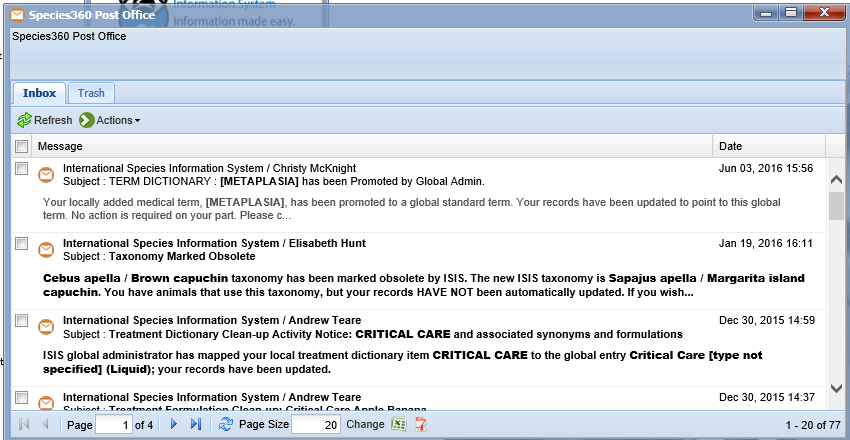 Information System
Species360 Post Office
Information made easy.
Species360 Post Office
Inbox Trash
Refresh Actions
Message Date
International Species Information System / Christy McKnight Jun 03, 2016 15:56
Subject : TERM DICTIONARY : [METAPLASIA] has been Promoted by Global Admin.
Your locally added medical term, [METAPLASIA], has been promoted to a global standard term. Your records have been updated to point to this global
term. No action is required on your part. Please c...
International Species Information System / Elisabeth Hunt Jan 19, 2016 16:11
Subject : Taxonomy Marked Obsolete
Cebus apella / Brown capuchin taxonomy has been marked obsolete by ISIS. The new ISIS taxonomy is Sapajus apella / Margarita island
capuchin. You have animals that use this taxonomy, but your records HAVE NOT been automatically updated. If you wish...
International Species Information System / Andrew Teare Dec 30, 2015 14:59
Subject : Treatment Dictionary Clean-up Activity Notice: CRITICAL CARE and associated synonyms and formulations
ISIS global administrator has mapped your local treatment dictionary item CRITICAL CARE to the global entry Critical Care [type not
specified] (Liquid); your records have been updated.
International Species Information System / Andrew Teare Dec 30, 2015 14:37
Subject : Treatment Formulation Clean-up: Critical Care Apple Banana
Page 1 of 4 Page Size 20 Change 1 - 20 of 77